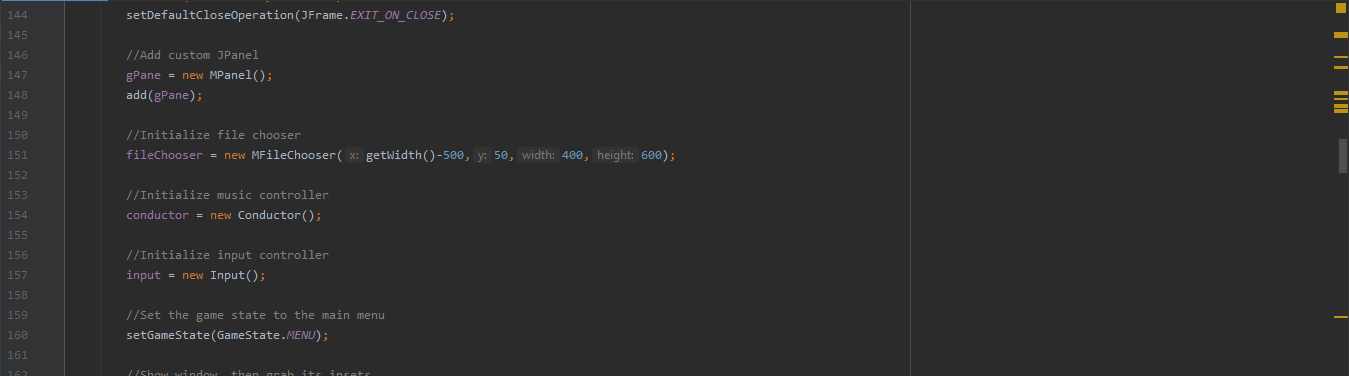 144 setDefaultCloseOperation(JFrame.EXIT_ON_CLOSE);
145
146 //Add custom JPanel
147 gPane = new MPanel();
148 add(gPane);
149
150 //Initialize file chooser
151 fileChooser = new MFileChooser( x: getWidth()-500, y: 50, width: 400, height: 600);
152
153 //Initialize music controller
154 conductor = new Conductor();
155
156 //Initialize input controller
157 input = new Input();
158
159 //Set the game state to the main menu
160 setGameState(GameState.MENU);
161
162 //Show window, then grab its insets